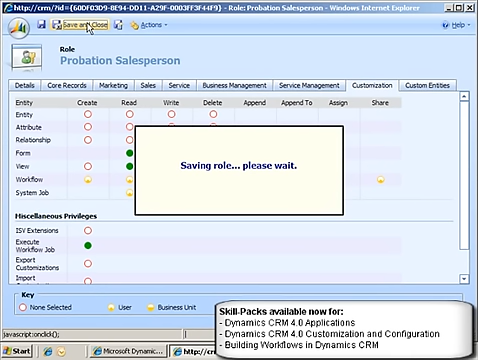 http://crm/?id={60DF03D9-8E94-DD11-A29F-0003FF3F44F9} - Role: Probation Salesperson - Windows Internet Explorer
Save and Close
Actions
Help
Role
Probation Salesperson
Details
Core Records
Marketing
Sales
Service
Business Management
Service Management
Customization
Custom Entities
Entity Create Read Write Delete Append Append To Assign Share
Entity
Attribute
Relationship
Form
View
Workflow
System Job
Saving role... please wait.
Miscellaneous Privileges
ISV Extensions
Execute
Workflow Job
Export
Customizations
Import
Key
None Selected
User
Business Unit
Skill-Packs available now for:
- Dynamics CRM 4.0 Applications
- Dynamics CRM 4.0 Customization and Configuration
- Building Workflows in Dynamics CRM
javascript:onclick();
Start
Microsoft Dynamic...
http://cr